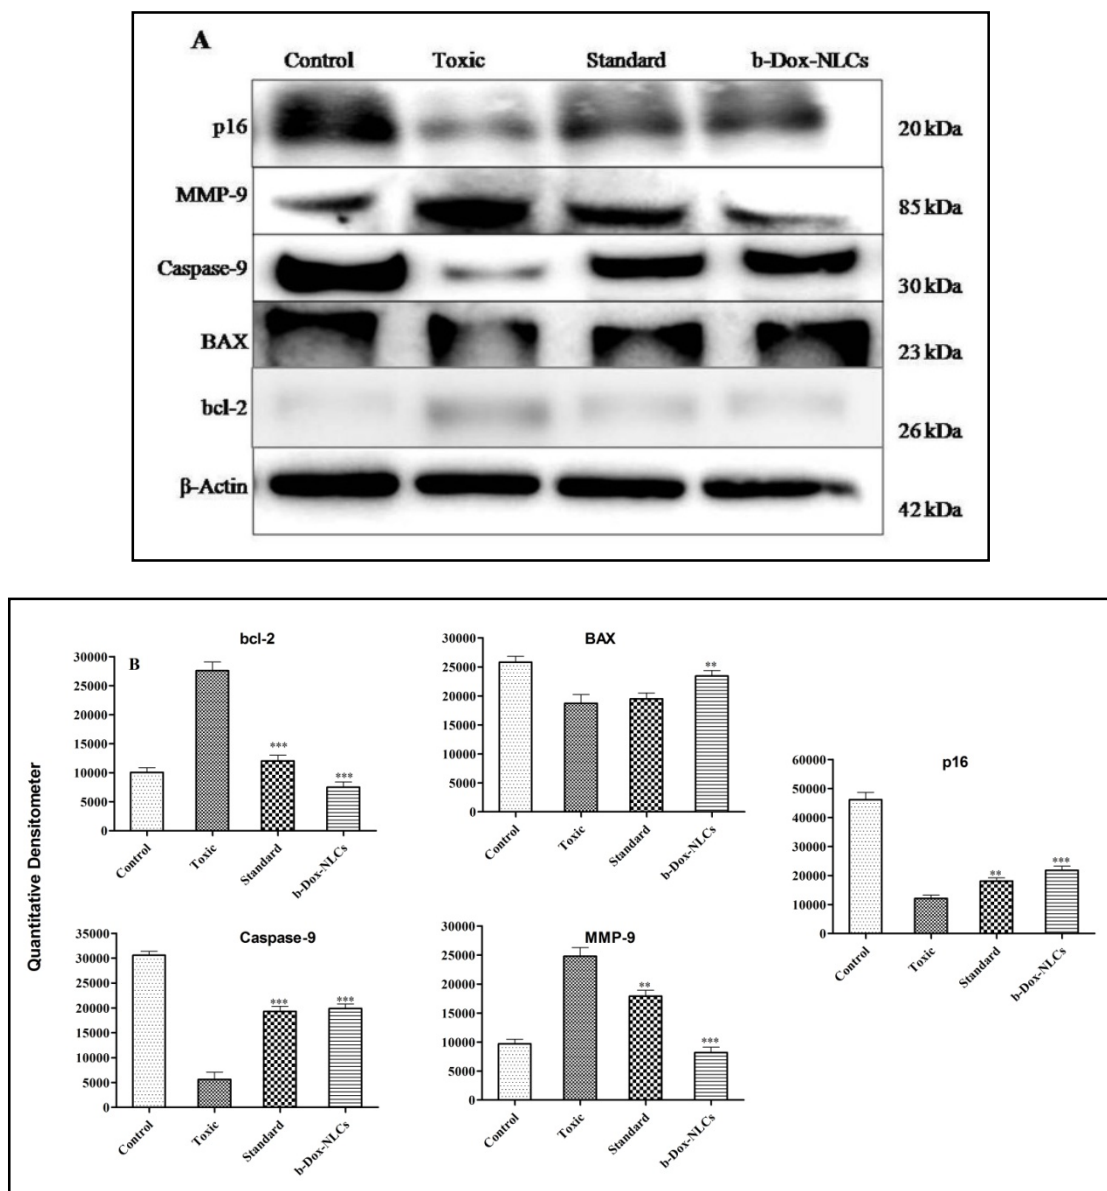 A
Control Toxic Standard b-Dox-NLCs
p16 20 kDa
MMP-9 85 kDa
Caspase-9 30 kDa
BAX 23 kDa
bcl-2 26 kDa
β-Actin 42 kDa
B
Quantitative Densitometer
bcl-2
30000
25000
20000
15000
10000
5000
0
***
***
Control Toxic Standard b-Dox-NLCs
BAX
30000
25000
20000
15000
10000
5000
0
**
Control Toxic Standard b-Dox-NLCs
p16
60000
50000
40000
30000
20000
10000
0
**
***
Control Toxic Standard b-Dox-NLCs
Caspase-9
35000
30000
25000
20000
15000
10000
5000
0
***
***
Control Toxic Standard b-Dox-NLCs
MMP-9
30000
25000
20000
15000
10000
5000
0
**
***
Control Toxic Standard b-Dox-NLCs